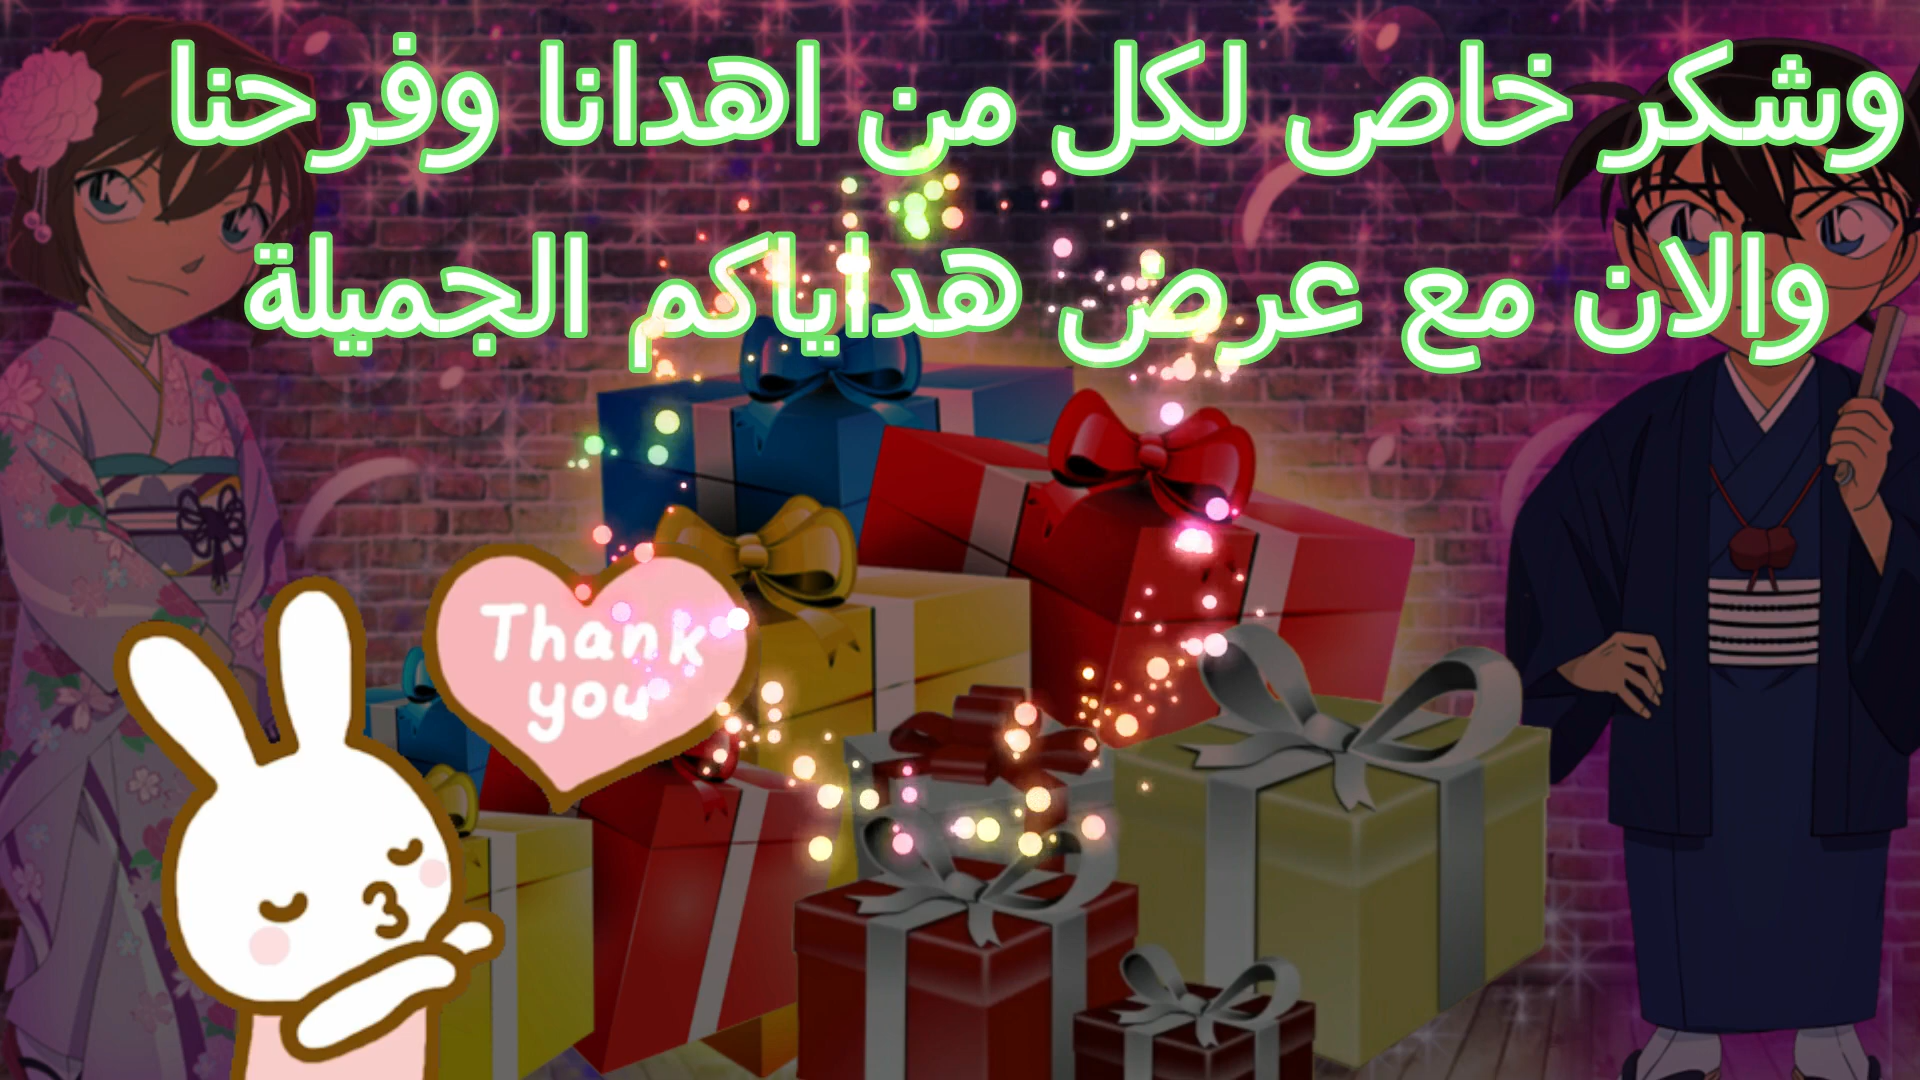 وشكر خاص لكل من اهدانا وفرحنا
والان مع عرض هداياكم الجميلة
Thank
you